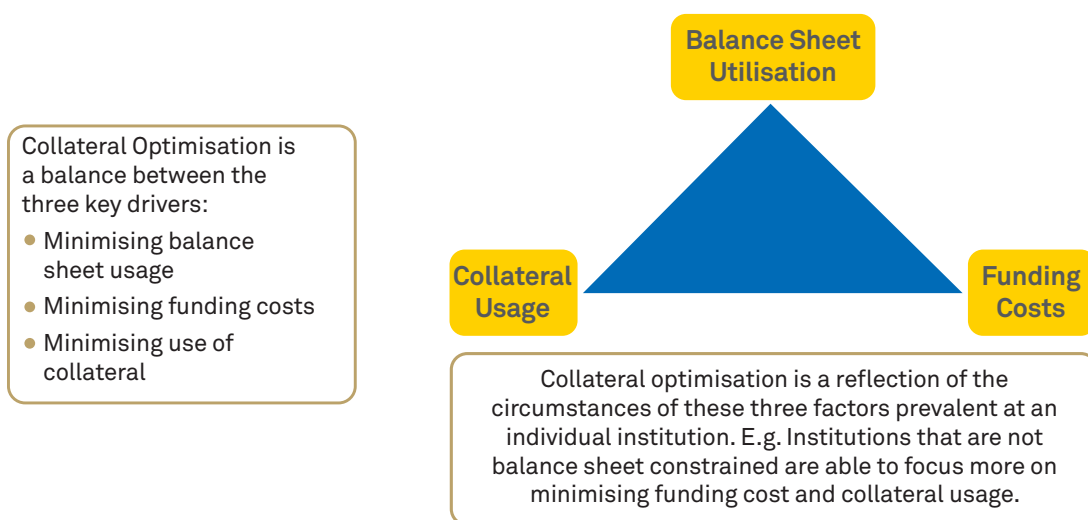 Collateral Optimisation is
a balance between the
three key drivers:
• Minimising balance
sheet usage
• Minimising funding costs
• Minimising use of
collateral
Balance Sheet
Utilisation
Collateral
Usage
Funding
Costs
Collateral optimisation is a reflection of the
circumstances of these three factors prevalent at an
individual institution. E.g. Institutions that are not
balance sheet constrained are able to focus more on
minimising funding cost and collateral usage.